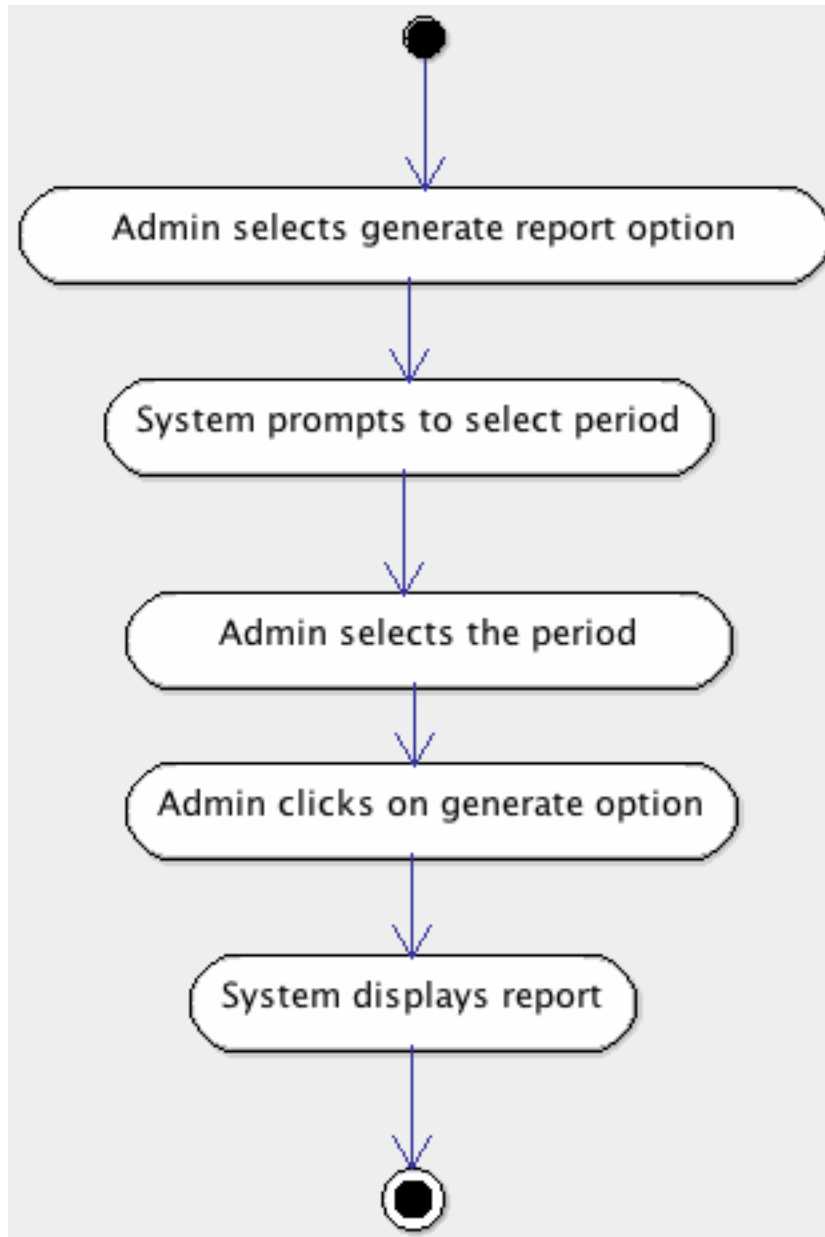 Admin selects generate report option
System prompts to select period
Admin selects the period
Admin clicks on generate option
System displays report